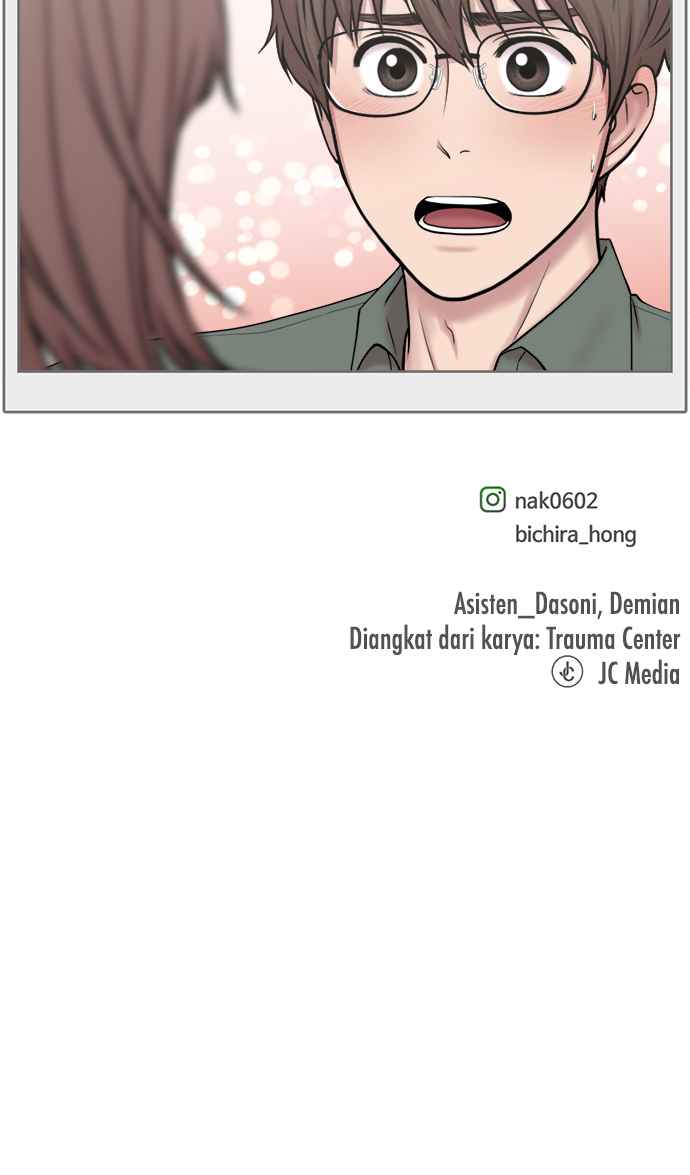 nak0602
bichira_hong
Asisten_Dasoni, Demian
Diangkat dari karya: Trauma Center
JC Media